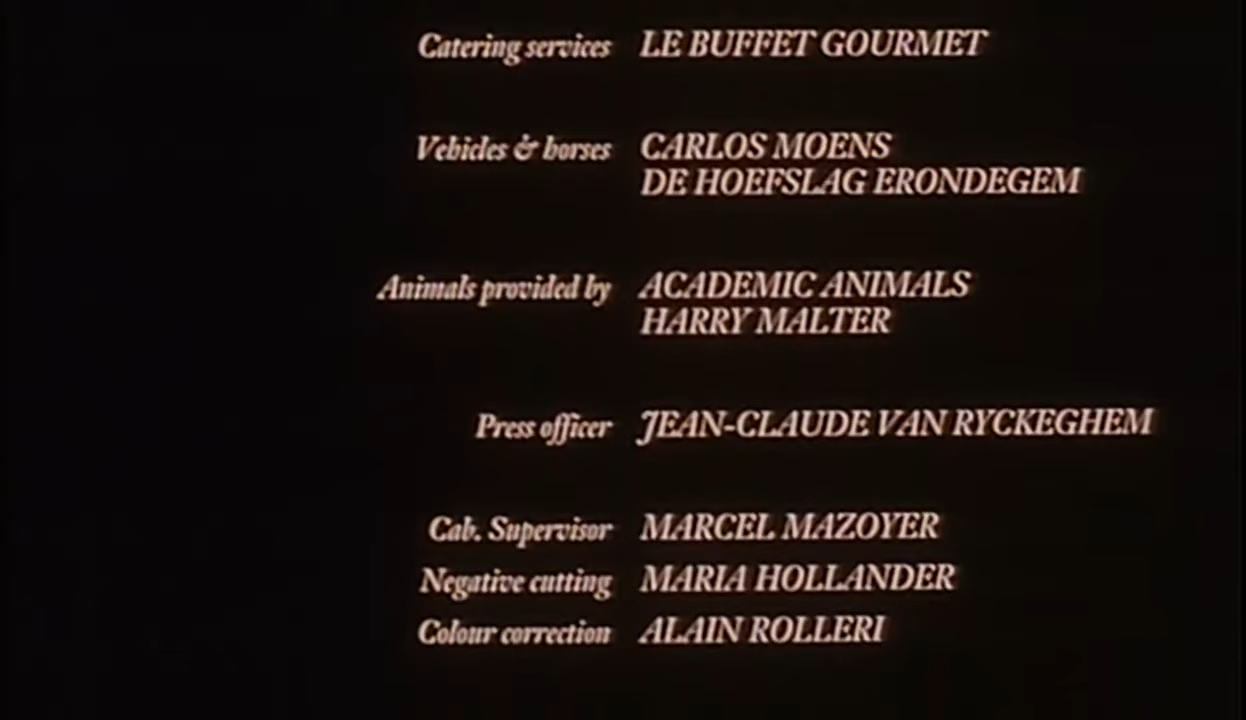 Catering services LE BUFFET GOURMET
Vehicles & horses CARLOS MOENS
DE HOEFSLAG ERONDEGEM
Animals provided by ACADEMIC ANIMALS
HARRY MALTER
Press officer JEAN-CLAUDE VAN RYCKEGHEM
Cab. Supervisor MARCEL MAZOYER
Negative cutting MARIA HOLLANDER
Colour correction ALAIN ROLLERI